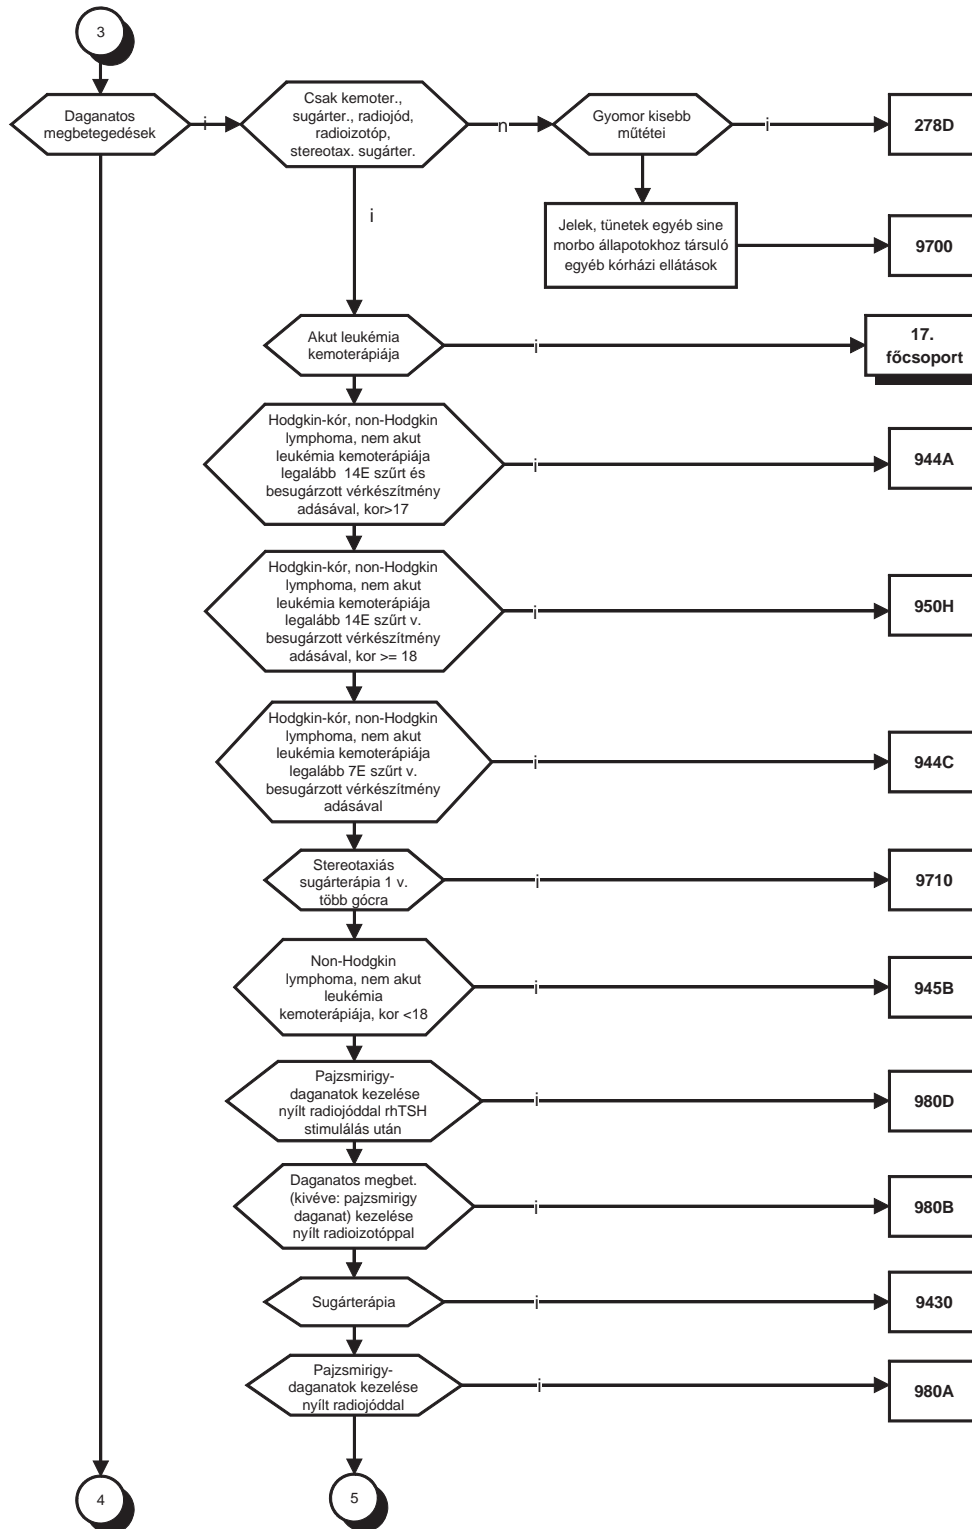 3
Daganatos
megbetegedések
i
Csak kemoter.,
sugárter., radiojód,
radioizotóp,
stereotax. sugárter.
n
Gyomor kisebb
műtétei
i
278D
i
Jelek, tünetek egyéb sine
morbo állapotokhoz társuló
egyéb kórházi ellátások
9700
Akut leukémia
kemoterápiája
i
17.
főcsoport
Hodgkin-kór, non-Hodgkin
lymphoma, nem akut
leukémia kemoterápiája
legalább 14E szűrt és
besugárzott vérkészítmény
adásával, kor>17
i
944A
Hodgkin-kór, non-Hodgkin
lymphoma, nem akut
leukémia kemoterápiája
legalább 14E szűrt v.
besugárzott vérkészítmény
adásával, kor >= 18
i
950H
Hodgkin-kór, non-Hodgkin
lymphoma, nem akut
leukémia kemoterápiája
legalább 7E szűrt v.
besugárzott vérkészítmény
adásával
i
944C
Stereotaxiás
sugárterápia 1 v.
több gócra
i
9710
Non-Hodgkin
lymphoma, nem akut
leukémia
kemoterápiája, kor <18
i
945B
Pajzsmirigy-
daganatok kezelése
nyílt radiojóddal rhTSH
stimulálás után
i
980D
Daganatos megbet.
(kivéve: pajzsmirigy
daganat) kezelése
nyílt radioizotóppal
i
980B
Sugárterápia
i
9430
Pajzsmirigy-
daganatok kezelése
nyílt radiojóddal
i
980A
4
5